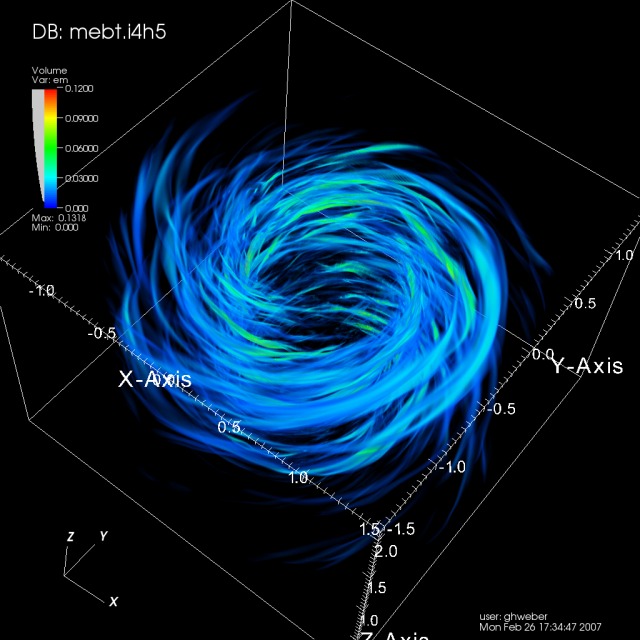 DB: mebt.i4h5
Volume
Var: em
0.1200
0.09000
0.06000
0.03000
0.000
Max: 0.1318
Min: 0.000
1.0
-1.0
0.5
-0.5
0.0
Y-Axis
X-Axis
-0.5
0.5
-1.0
1.0
1.5
-1.5
2.0
1.5
1.0
Z-Axis
Z
Y
X
user: ghweber
Mon Feb 26 17:34:47 2007